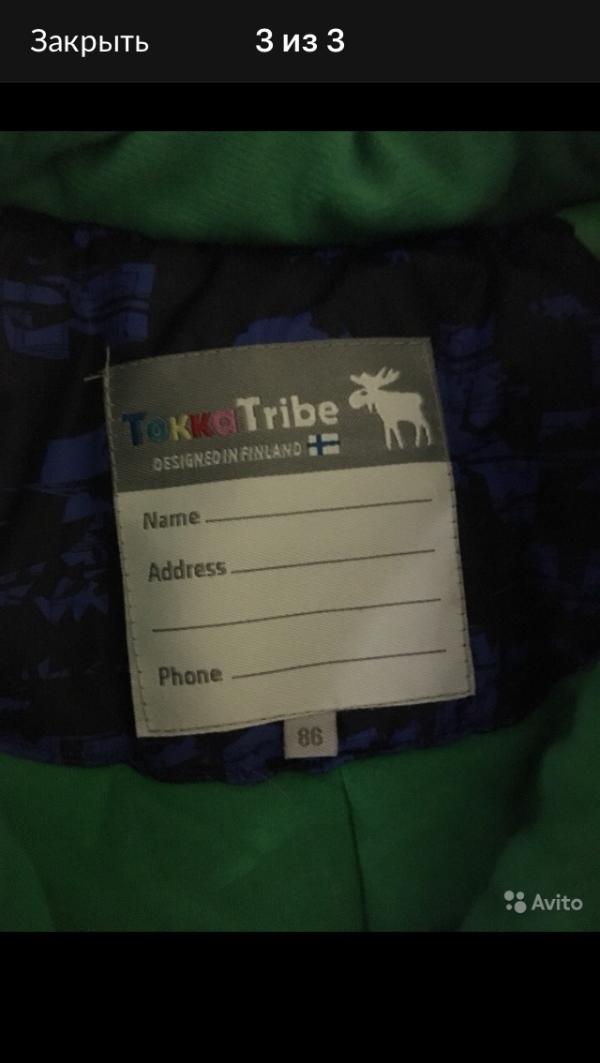 Закрыть 3 из 3
TokkaTribe
DESIGNED IN FINLAND
Name
Address
Phone
86
Avito